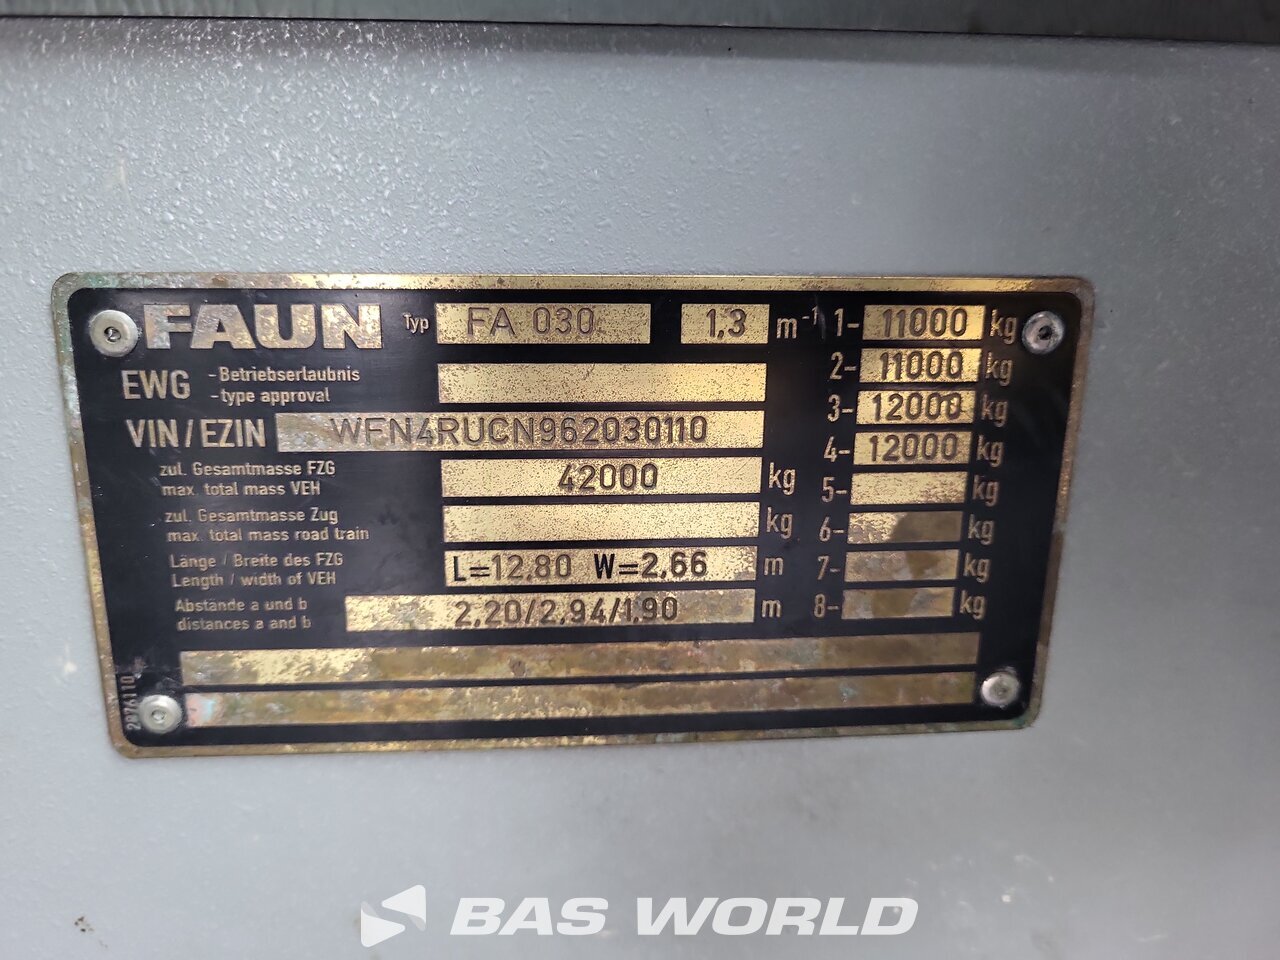 FAUN Typ FA 030 1,3 m⁻¹ 1- 11000 kg
EWG -Betriebserlaubnis 2- 11000 kg
-type approval
3- 12000 kg
VIN/EZIN WFN4RUCN962030110
4- 12000 kg
zul. Gesamtmasse FZG 42000 kg
max. total mass VEH
5- kg
zul. Gesamtmasse Zug kg
max. total mass road train
6- kg
Länge / Breite des FZG L=12,80 W=2,66 m
Length / width of VEH
7- kg
Abstände a und b 2,20/2,94/1,90 m
distances a and b
8- kg
2876110
BAS WORLD